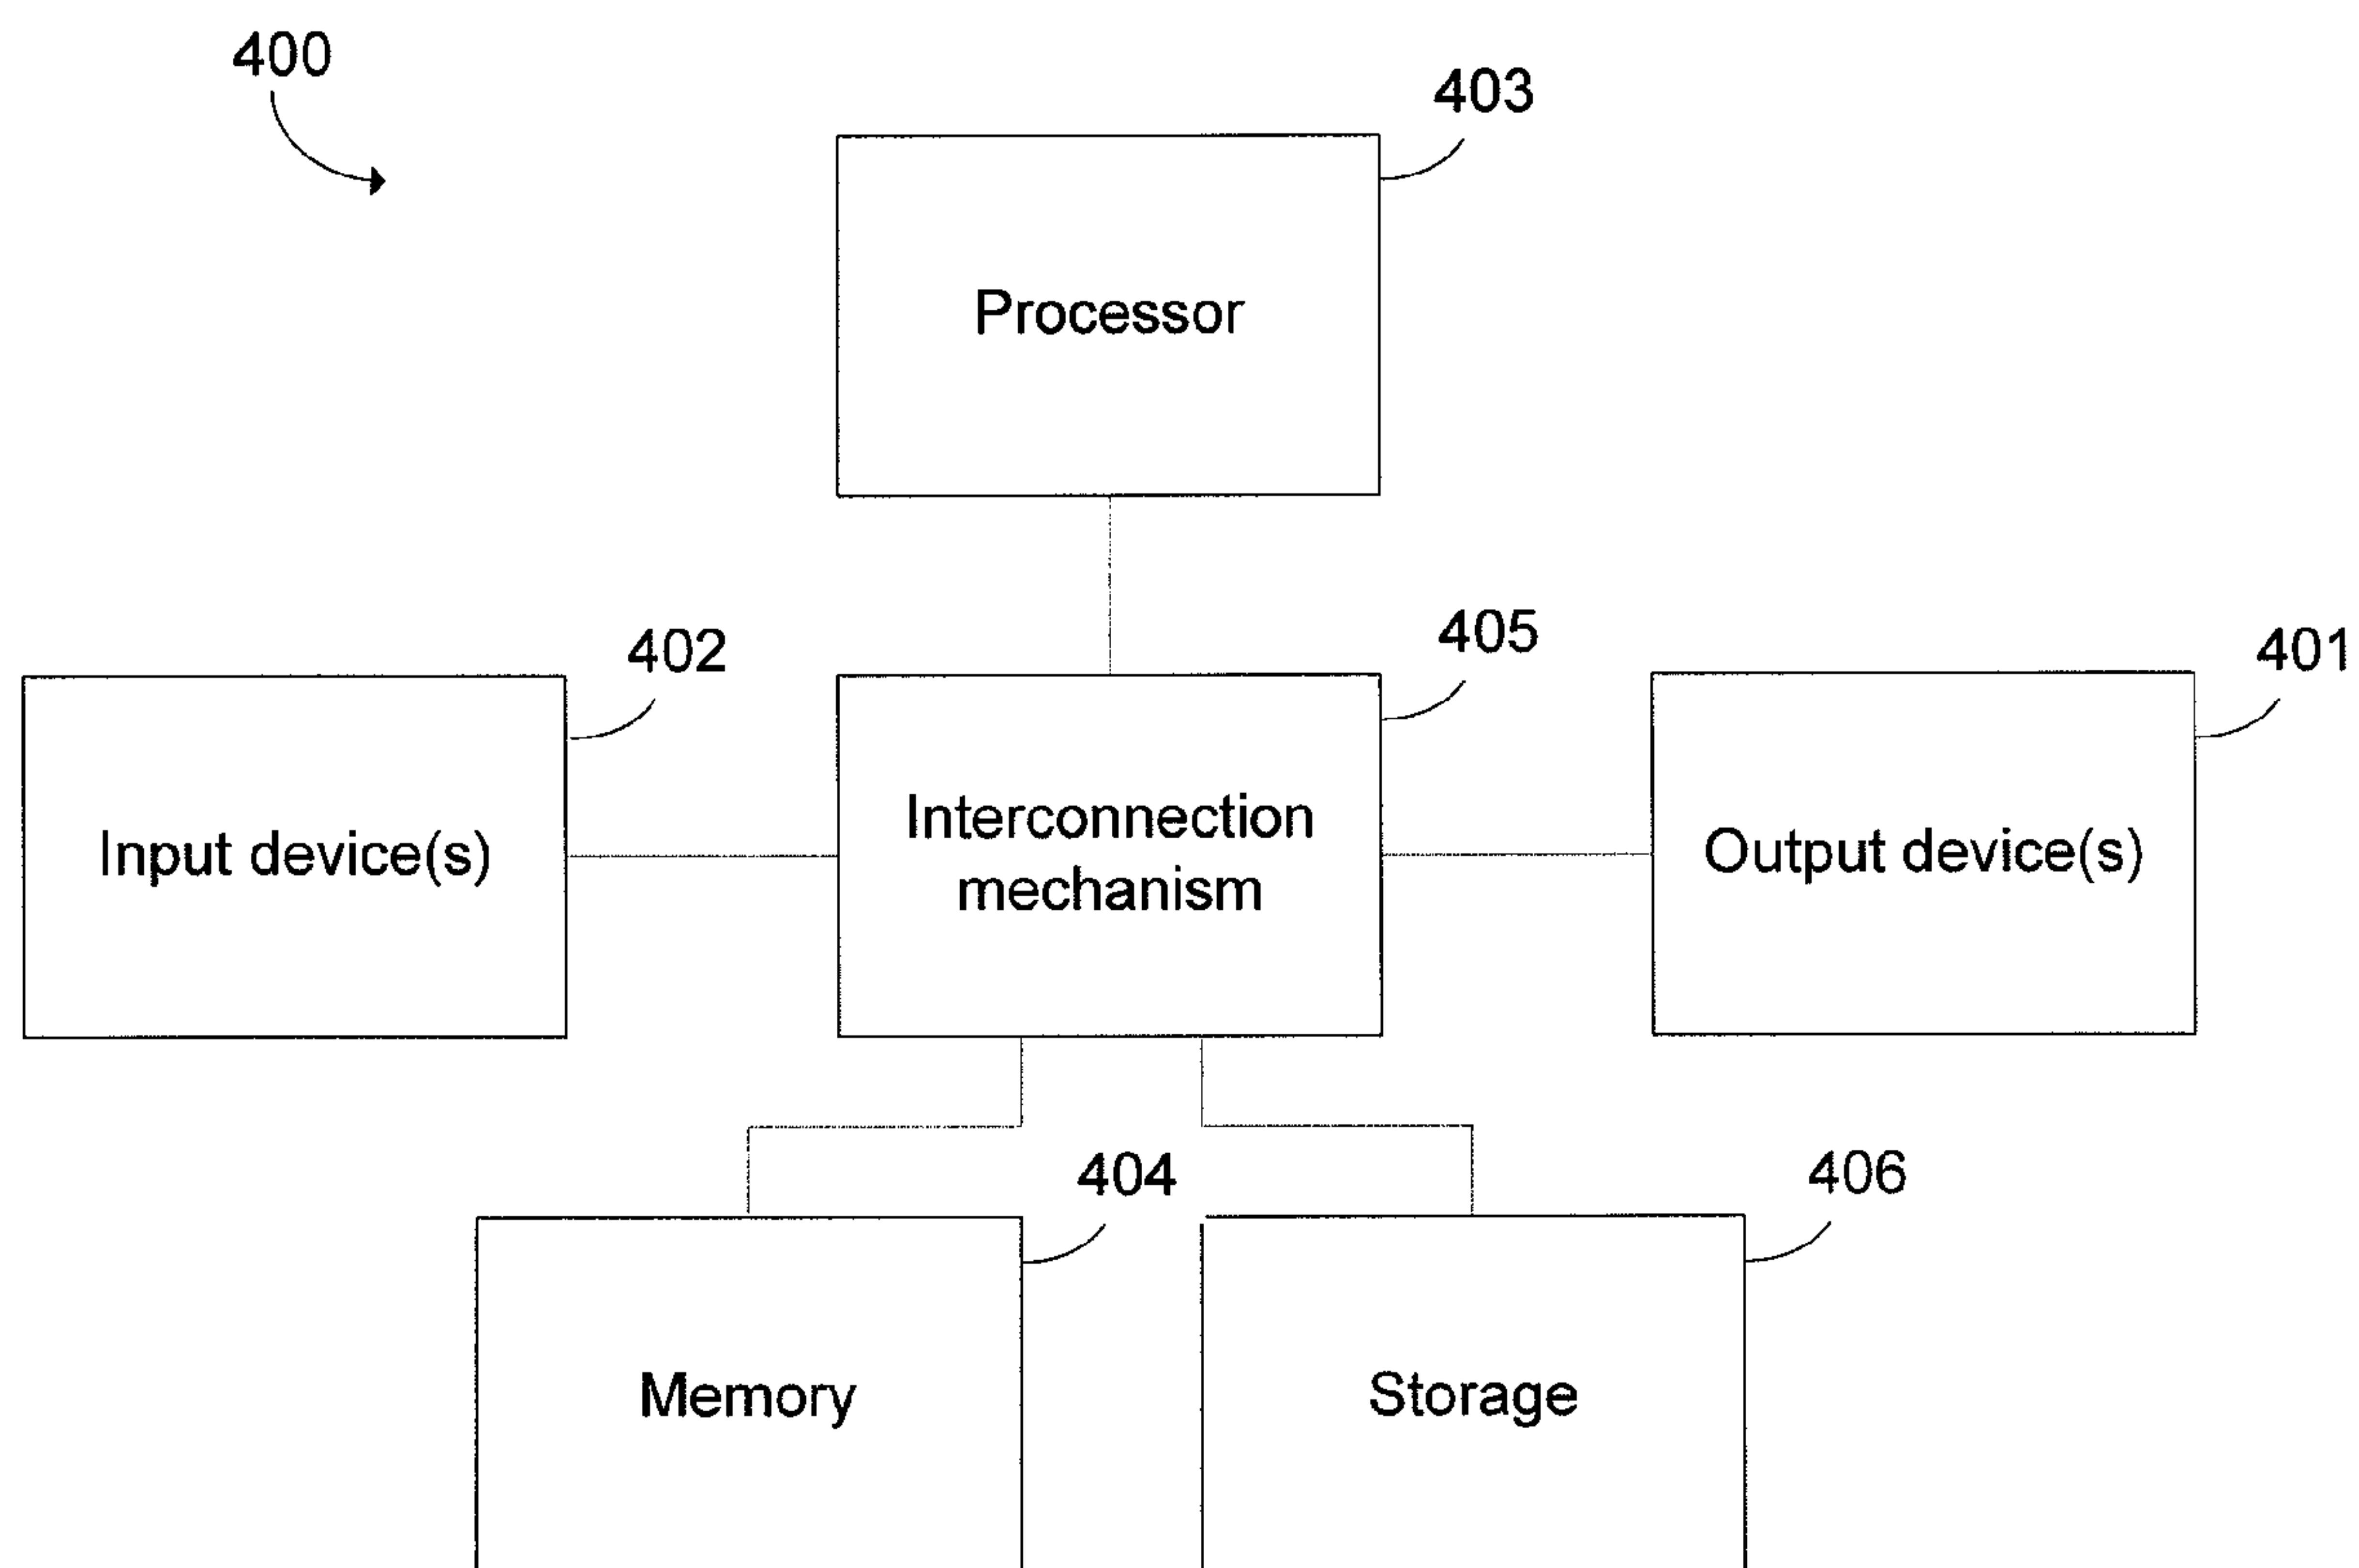 400
403
Processor
402
405
401
Input device(s)
Interconnection
mechanism
Output device(s)
404
406
Memory
Storage